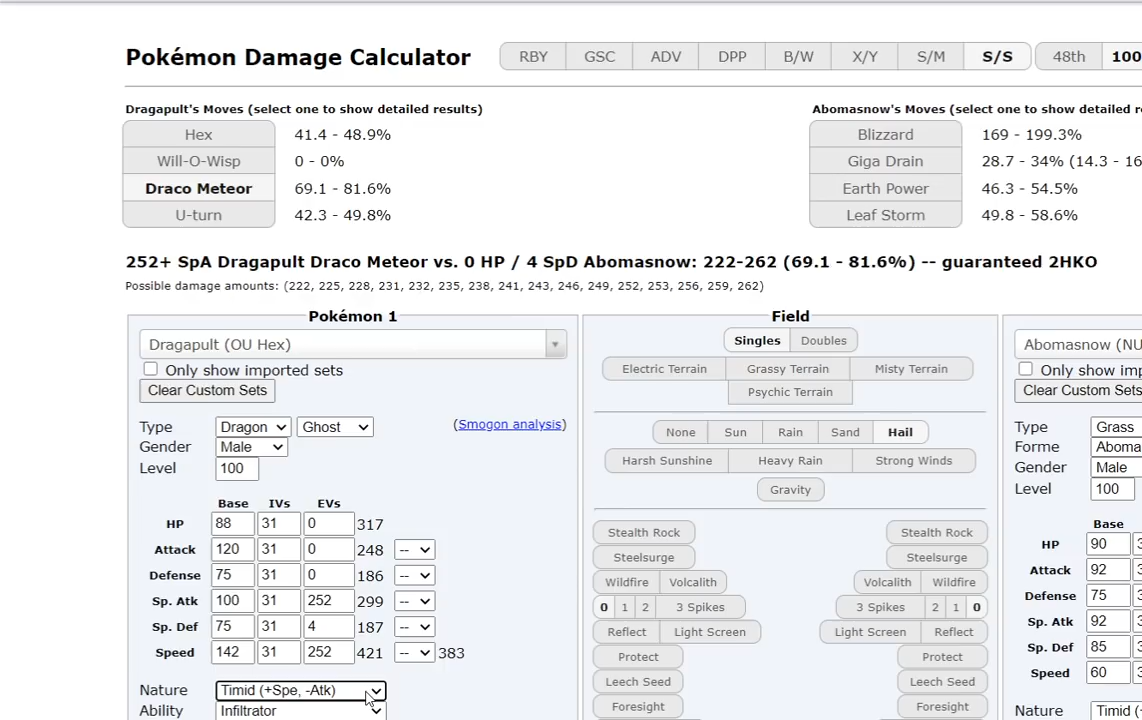 Pokémon Damage Calculator RBY GSC ADV DPP B/W X/Y S/M S/S 48th 100
Dragapult's Moves (select one to show detailed results)
Hex 41.4 - 48.9%
Will-O-Wisp 0 - 0%
Draco Meteor 69.1 - 81.6%
U-turn 42.3 - 49.8%
Abomasnow's Moves (select one to show detailed r
Blizzard 169 - 199.3%
Giga Drain 28.7 - 34% (14.3 - 16
Earth Power 46.3 - 54.5%
Leaf Storm 49.8 - 58.6%
252+ SpA Dragapult Draco Meteor vs. 0 HP / 4 SpD Abomasnow: 222-262 (69.1 - 81.6%) -- guaranteed 2HKO
Possible damage amounts: (222, 225, 228, 231, 232, 235, 238, 241, 243, 246, 249, 252, 253, 256, 259, 262)
Pokémon 1
Dragapult (OU Hex)
Only show imported sets
Clear Custom Sets
Type Dragon Ghost (Smogon analysis)
Gender Male
Level 100
Base IVs EVs
HP 88 31 0 317
Attack 120 31 0 248 --
Defense 75 31 0 186 --
Sp. Atk 100 31 252 299 --
Sp. Def 75 31 4 187 --
Speed 142 31 252 421 -- 383
Nature Timid (+Spe, -Atk)
Ability Infiltrator
Field
Singles Doubles
Electric Terrain Grassy Terrain Misty Terrain
Psychic Terrain
None Sun Rain Sand Hail
Harsh Sunshine Heavy Rain Strong Winds
Gravity
Stealth Rock Stealth Rock
Steelsurge Steelsurge
Wildfire Volcalith Volcalith Wildfire
0 1 2 3 Spikes 3 Spikes 2 1 0
Reflect Light Screen Light Screen Reflect
Protect Protect
Leech Seed Leech Seed
Foresight Foresight
Abomasnow (NU
Only show imp
Clear Custom Sets
Type Grass
Forme Aboma
Gender Male
Level 100
Base
HP 90 3
Attack 92 3
Defense 75 3
Sp. Atk 92 3
Sp. Def 85 3
Speed 60 3
Nature Timid (+